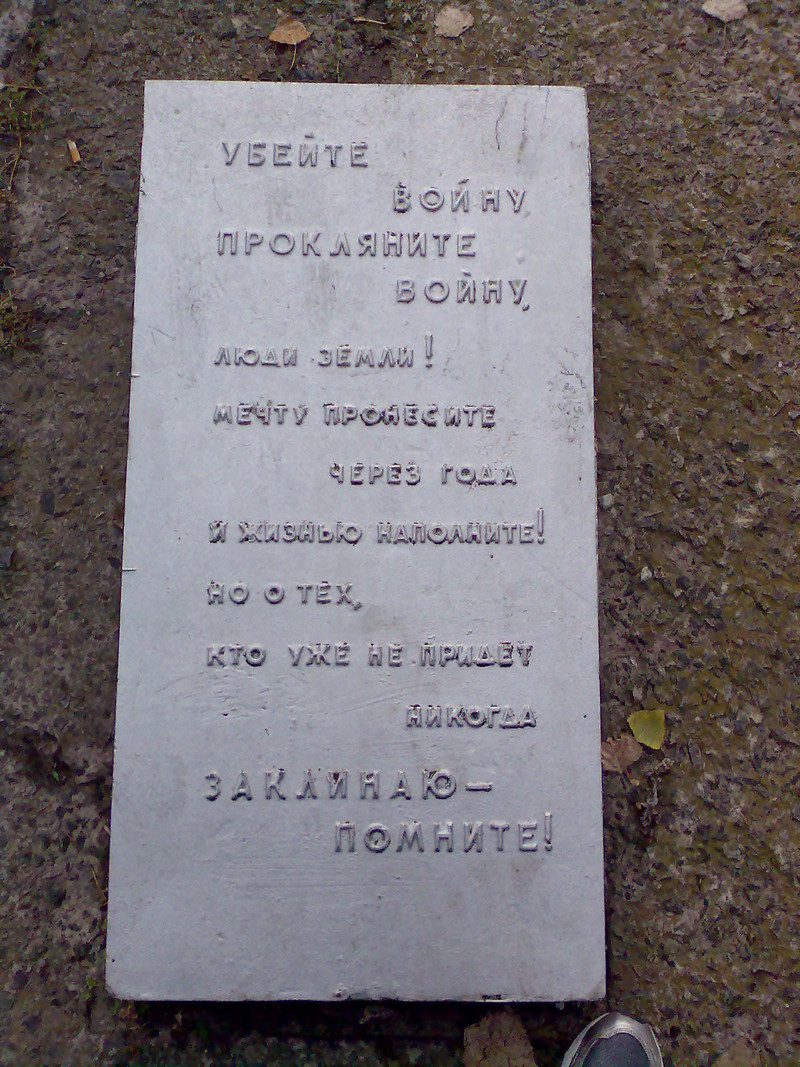 УБЕЙТЕ
ВОЙНУ,
ПРОКЛЯНИТЕ
ВОЙНУ,
ЛЮДИ ЗЕМЛИ!
МЕЧТУ ПРОНЕСИТЕ
ЧЕРЕЗ ГОДА
И ЖИЗНЬЮ НАПОЛНИТЕ!
НО О ТЕХ,
КТО УЖЕ НЕ ПРИДЕТ
НИКОГДА
ЗАКЛИНАЮ—
ПОМНИТЕ!